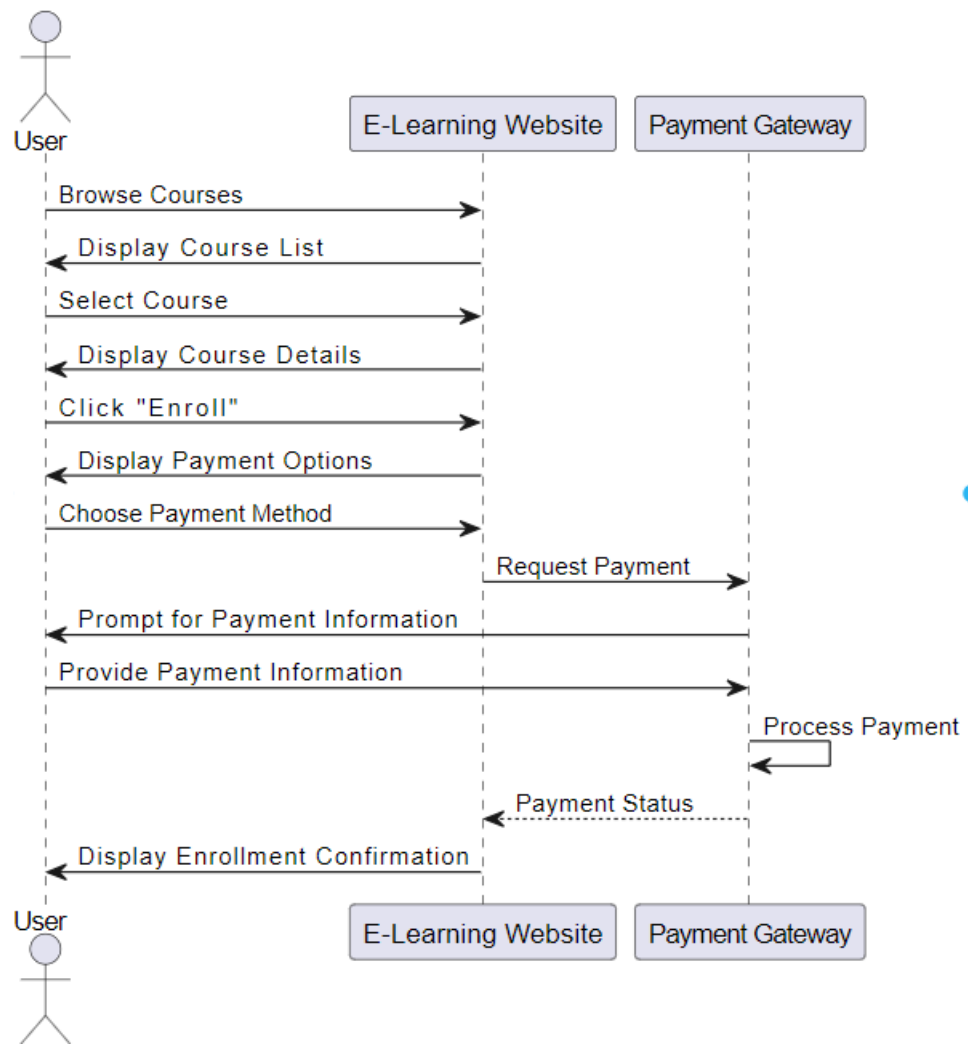 User
E-Learning Website
Payment Gateway
Browse Courses
Display Course List
Select Course
Display Course Details
Click "Enroll"
Display Payment Options
Choose Payment Method
Request Payment
Prompt for Payment Information
Provide Payment Information
Process Payment
Payment Status
Display Enrollment Confirmation
User
E-Learning Website
Payment Gateway